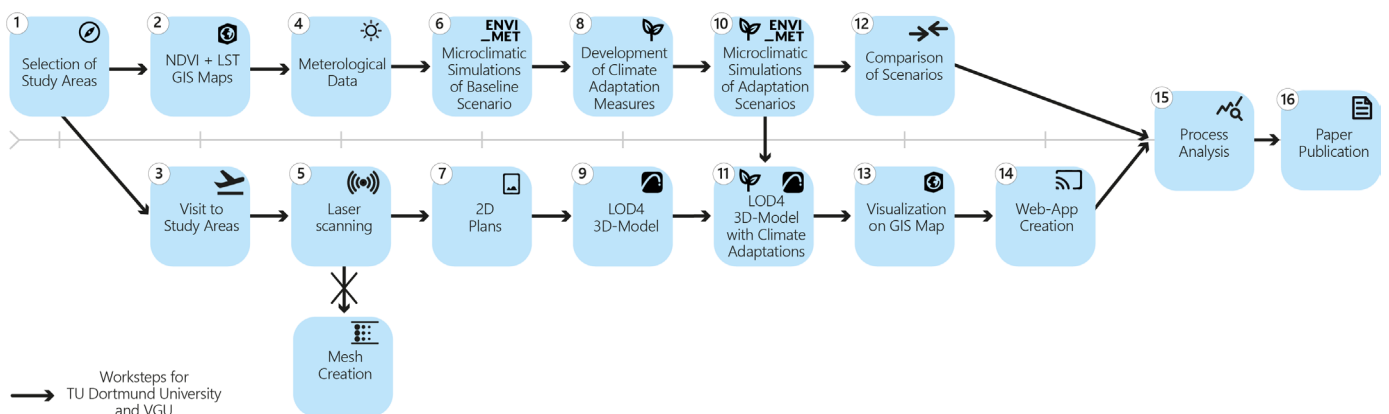 1
Selection of
Study Areas
2
NDVI + LST
GIS Maps
4
Meterological
Data
6
ENVI
_MET
Microclimatic
Simulations
of Baseline
Scenario
8
Development
of Climate
Adaptation
Measures
10
ENVI
_MET
Microclimatic
Simulations
of Adaptation
Scenarios
12
Comparison
of Scenarios
15
Process
Analysis
16
Paper
Publication
3
Visit to
Study Areas
5
Laser
scanning
7
2D
Plans
9
LOD4
3D-Model
11
LOD4
3D-Model
with Climate
Adaptations
13
Visualization
on GIS Map
14
Web-App
Creation
Mesh
Creation
Worksteps for
TU Dortmund University
and VGU